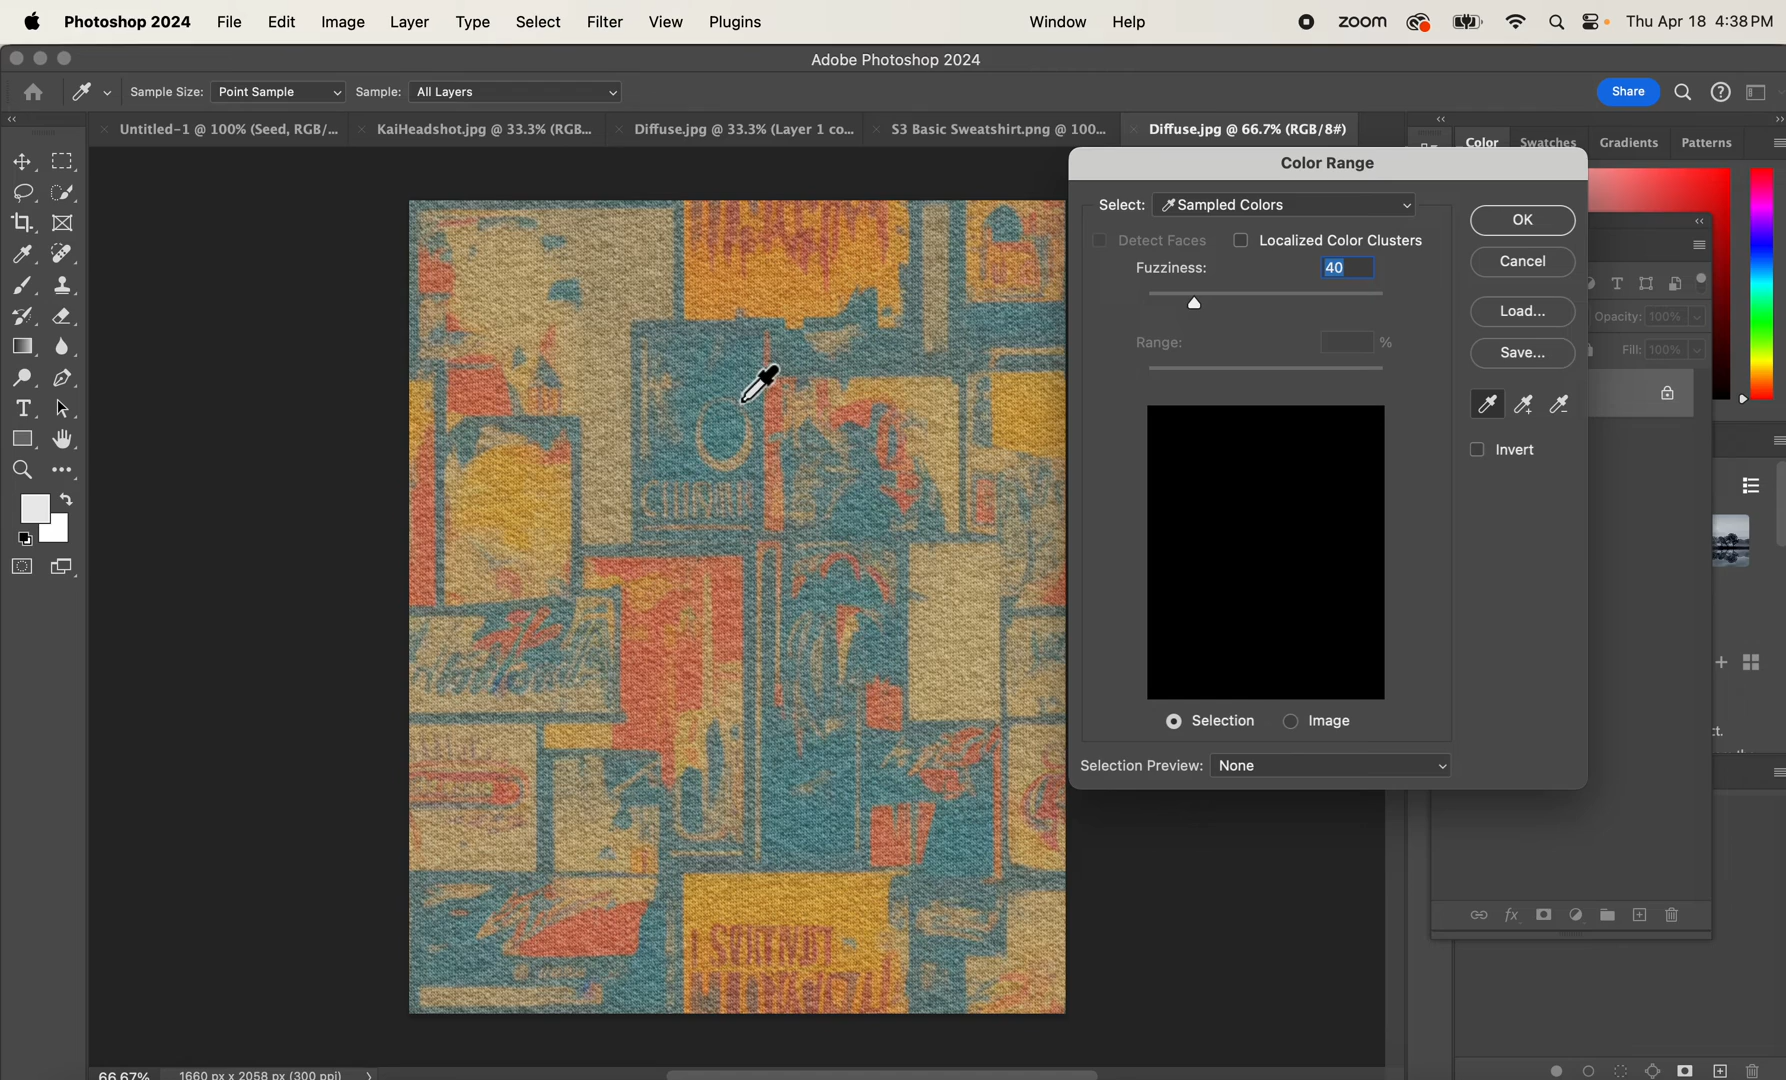 Photoshop 2024 File Edit Image Layer Type Select Filter View Plugins Window Help zoom Thu Apr 18 4:38 PM
Adobe Photoshop 2024
Sample Size: Point Sample Sample: All Layers Share
Untitled-1 @ 100% (Seed, RGB/... KaiHeadshot.jpg @ 33.3% (RGB... Diffuse.jpg @ 33.3% (Layer 1 co... S3 Basic Sweatshirt.png @ 100... Diffuse.jpg @ 66.7% (RGB/8#)
Color Swatches Gradients Patterns
Color Range
Select: Sampled Colors
OK
Detect Faces Localized Color Clusters
Cancel
Fuzziness: 40
Load...
Opacity: 100%
Range: %
Save...
Fill: 100%
Invert
Selection Image
ct.
Selection Preview: None
66.67% 1660 px x 2058 px (300 ppi)